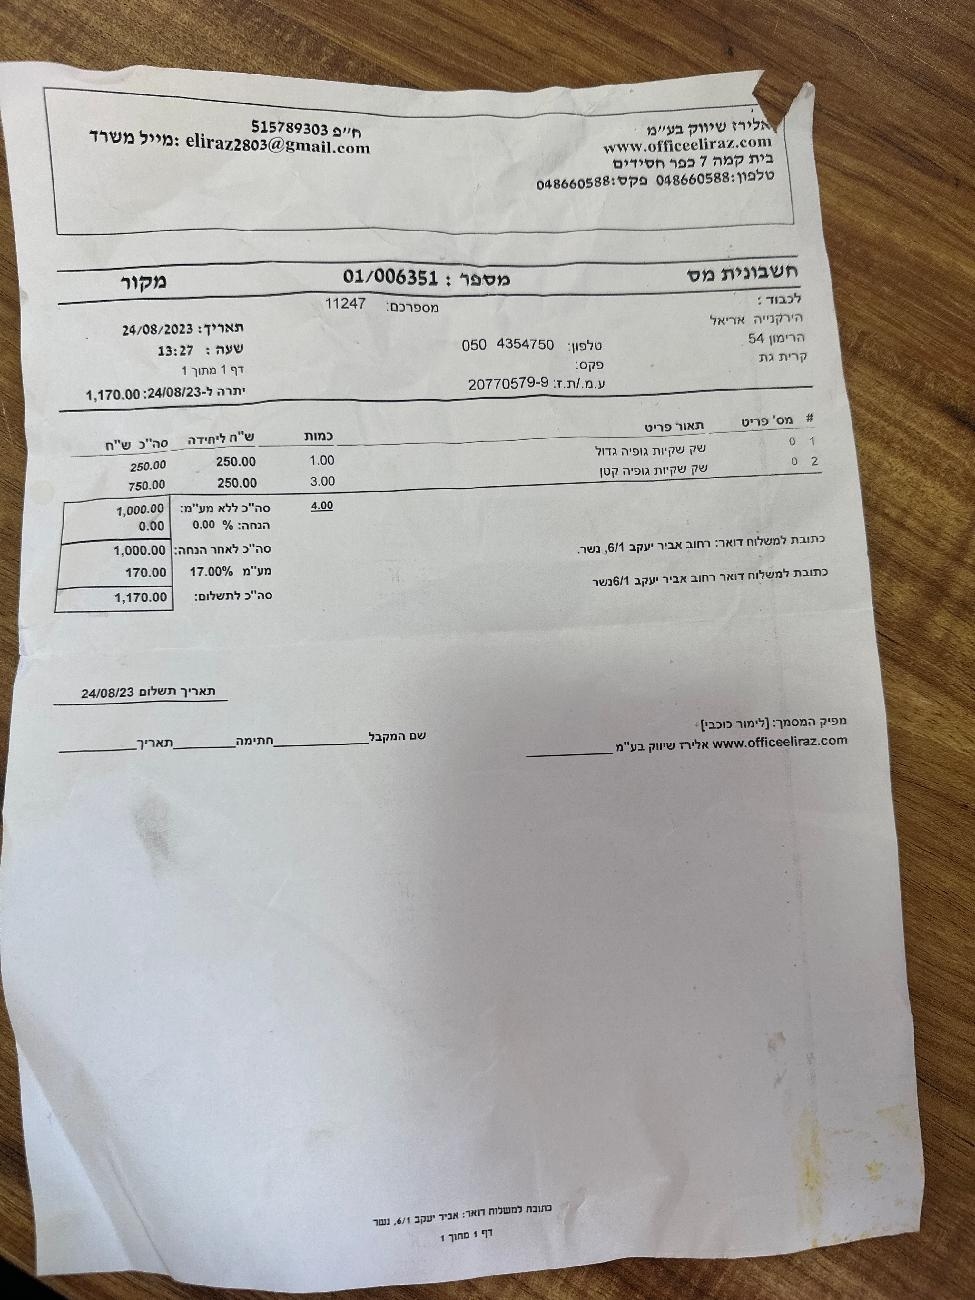 אלירז שיווק בע"מ
www.officeeliraz.com
בית קמה 7 כפר חסידים
טלפון:048660588 פקס:048660588
ח"פ 515789303
מייל משרד: eliraz2803@gmail.com
חשבונית מס מספר : 01/006351 מקור
לכבוד : מספרכם: 11247
הירקנייה אריאל
הרימון 54
קרית גת
טלפון: 050 4354750
פקס:
ע.מ./ת.ז: 20770579-9
תאריך: 24/08/2023
שעה : 13:27
דף 1 מתוך 1
יתרה ל-24/08/23: 1,170.00
# מס' פריט תאור פריט כמות ש"ח ליחידה סה"כ ש"ח
1 0 שק שקיות גופיה גדול 1.00 250.00 250.00
2 0 שק שקיות גופיה קטן 3.00 250.00 750.00
4.00 סה"כ ללא מע"מ: 1,000.00
הנחה: % 0.00 0.00
סה"כ לאחר הנחה: 1,000.00
מע"מ 17.00% 170.00
סה"כ לתשלום: 1,170.00
כתובת למשלוח דואר: רחוב אביר יעקב 6/1, נשר.
כתובת למשלוח דואר רחוב אביר יעקב 6/1נשר
תאריך תשלום 24/08/23
מפיק המסמך: [לימור כוכבי]
www.officeeliraz.com אלירז שיווק בע"מ
שם המקבל חתימה תאריך
כתובת למשלוח דואר: אביר יעקב 6/1, נשר
דף 1 מתוך 1